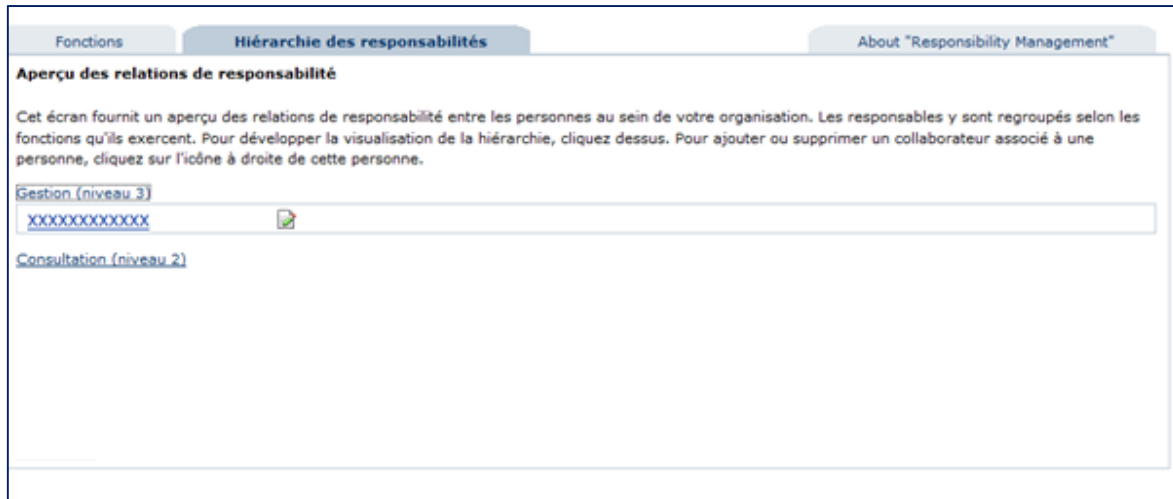 Fonctions
Hiérarchie des responsabilités
About "Responsibility Management"
Aperçu des relations de responsabilité
Cet écran fournit un aperçu des relations de responsabilité entre les personnes au sein de votre organisation. Les responsables y sont regroupés selon les
fonctions qu'ils exercent. Pour développer la visualisation de la hiérarchie, cliquez dessus. Pour ajouter ou supprimer un collaborateur associé à une
personne, cliquez sur l'icône à droite de cette personne.
Gestion (niveau 3)
XXXXXXXXXXXX
Consultation (niveau 2)